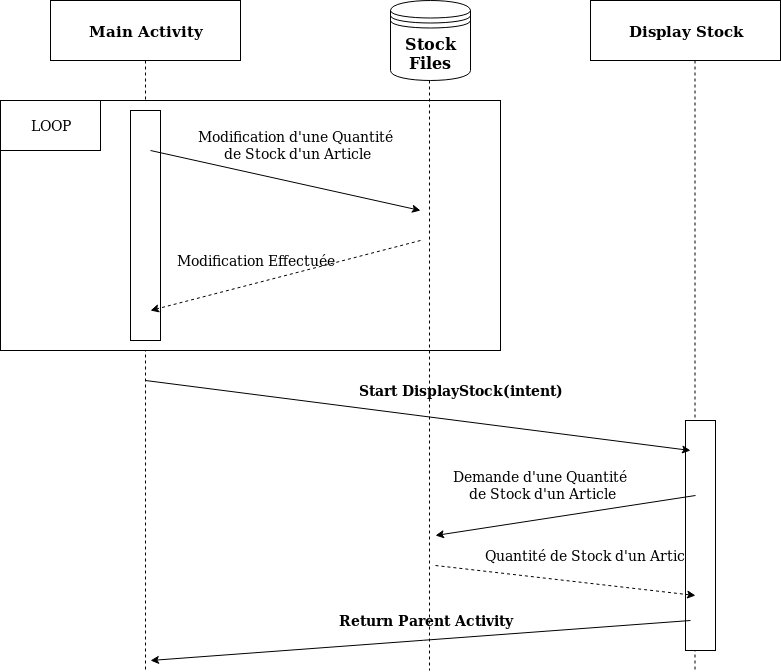 Main Activity
Stock
Files
Display Stock
LOOP
Modification d'une Quantité
de Stock d'un Article
Modification Effectuée
Start DisplayStock(intent)
Demande d'une Quantité
de Stock d'un Article
Quantité de Stock d'un Artic
Return Parent Activity